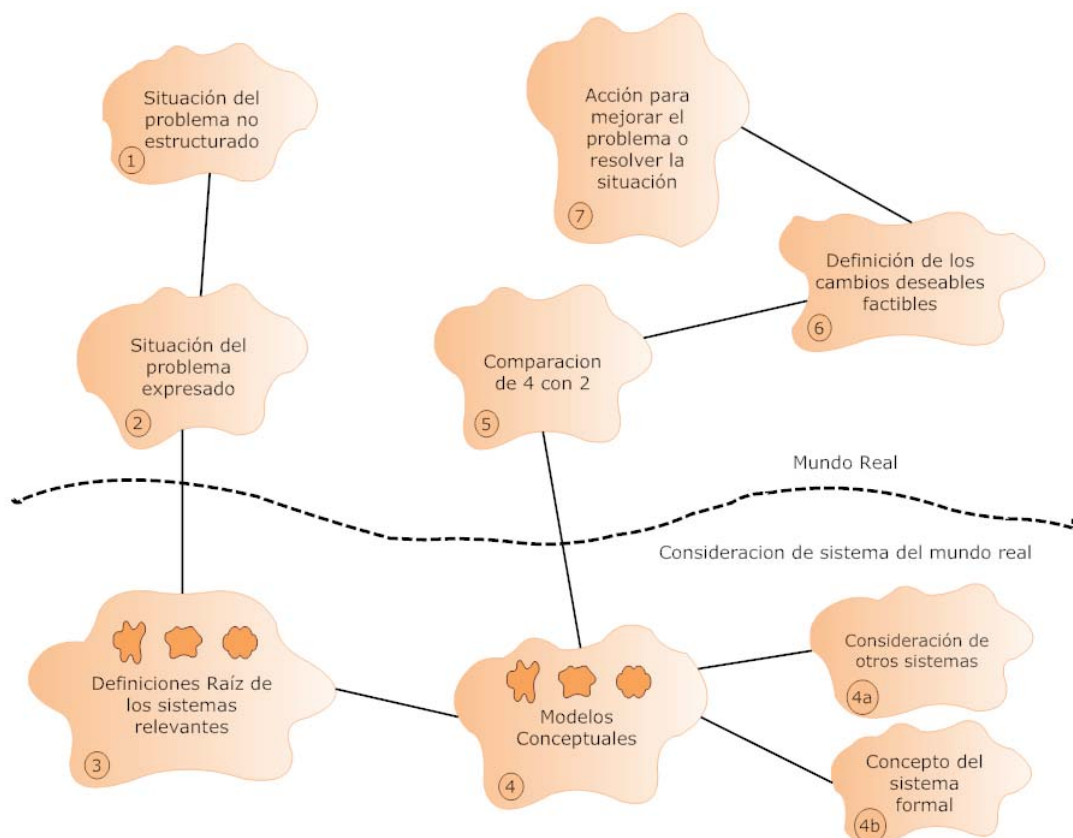 Situación del
problema no
estructurado
1
Situación del
problema
expresado
2
Definiciones Raíz de
los sistemas
relevantes
3
Modelos
Conceptuales
4
Consideración de
otros sistemas
4a
Concepto del
sistema
formal
4b
Comparacion
de 4 con 2
5
Definición de los
cambios deseables
factibles
6
Acción para
mejorar el
problema o
resolver la
situación
7
Mundo Real
Consideracion de sistema del mundo real